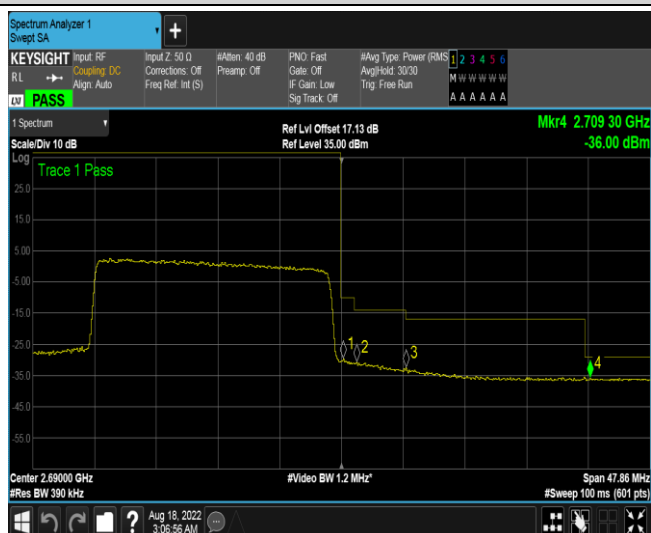 Spectrum Analyzer 1
Swept SA
KEYSIGHT
RL
LXI PASS
Input: RF
Coupling: DC
Align: Auto
Input Z: 50 Ω
Corrections: Off
Freq Ref: Int (S)
#Atten: 40 dB
Preamp: Off
PNO: Fast
Gate: Off
IF Gain: Low
Sig Track: Off
#Avg Type: Power (RMS
Avg|Hold: 30/30
Trig: Free Run
1 2 3 4 5 6
M W W W W W
A A A A A A
1 Spectrum
Scale/Div 10 dB
Ref Lvl Offset 17.13 dB
Ref Level 35.00 dBm
Mkr4 2.709 30 GHz
-36.00 dBm
Log
Trace 1 Pass
25.0
15.0
5.00
-5.00
-15.0
-25.0
-35.0
-45.0
-55.0
1
2
3
4
Center 2.69000 GHz
#Res BW 390 kHz
#Video BW 1.2 MHz*
Span 47.86 MHz
#Sweep 100 ms (601 pts)
?
Aug 18, 2022
3:06:56 AM